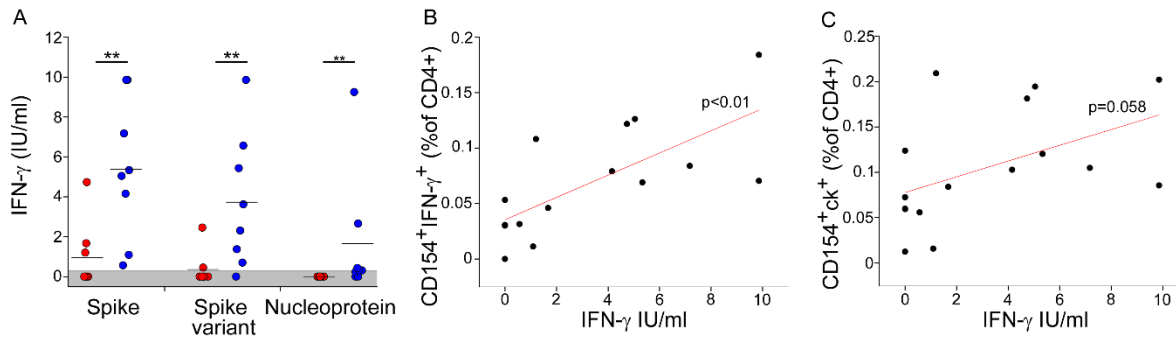 A
IFN-γ (IU/ml)
12
10
8
6
4
2
0
**
**
**
Spike
Spike
variant
Nucleoprotein
B
CD154⁺IFN-γ⁺ (%of CD4+)
0.2
0.15
0.1
0.05
0
p<0.01
0
2
4
6
8
10
IFN-γ IU/ml
C
CD154⁺ck⁺ (%of CD4+)
0.2
0.15
0.1
0.05
0
p=0.058
0
2
4
6
8
10
IFN-γ IU/ml